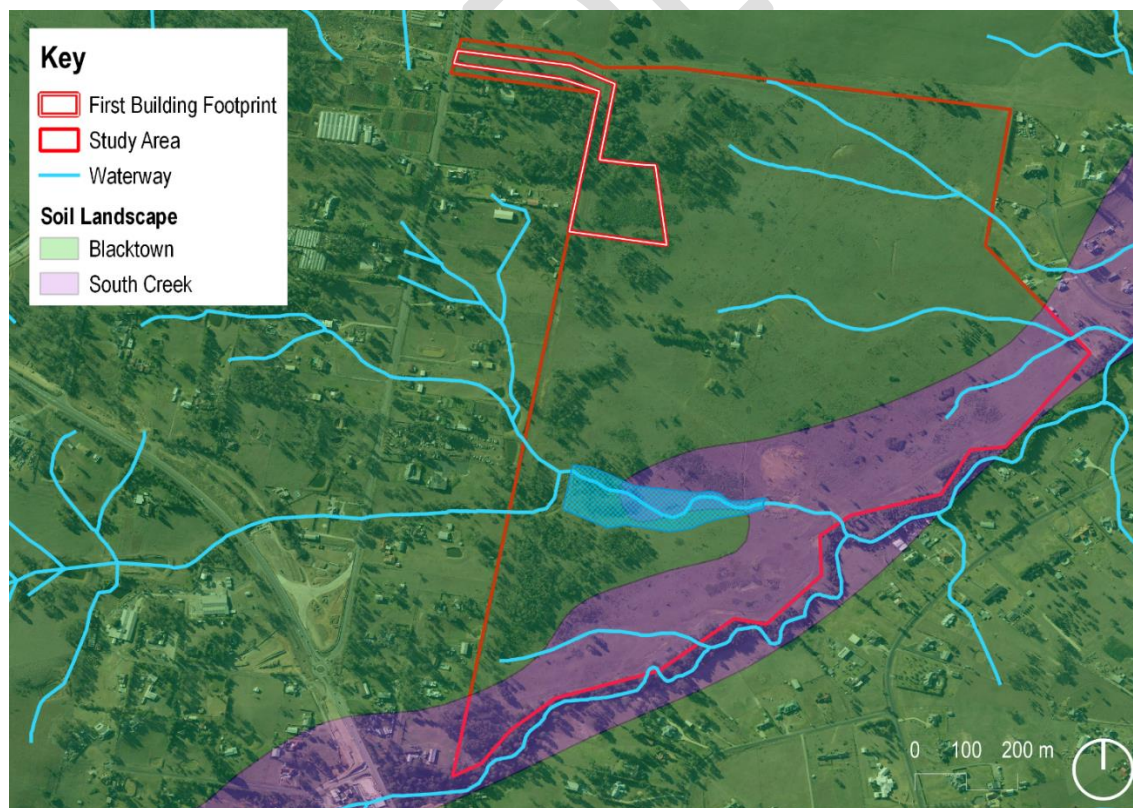 Key
First Building Footprint
Study Area
Waterway
Soil Landscape
Blacktown
South Creek
0 100 200 m